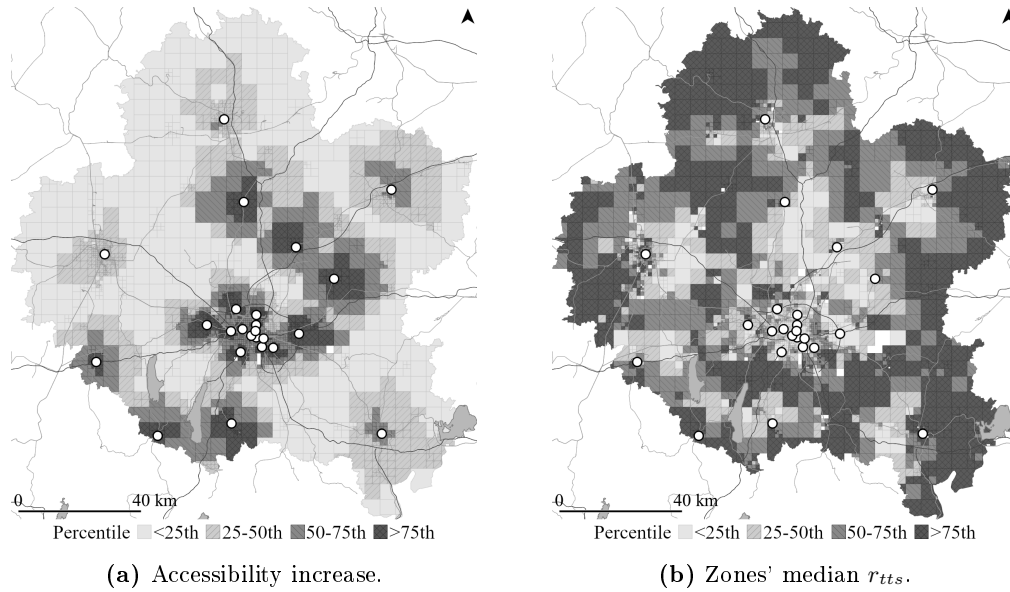 0 40 km
Percentile <25th 25-50th 50-75th >75th
(a) Accessibility increase.
0 40 km
Percentile <25th 25-50th 50-75th >75th
(b) Zones' median r_tts.